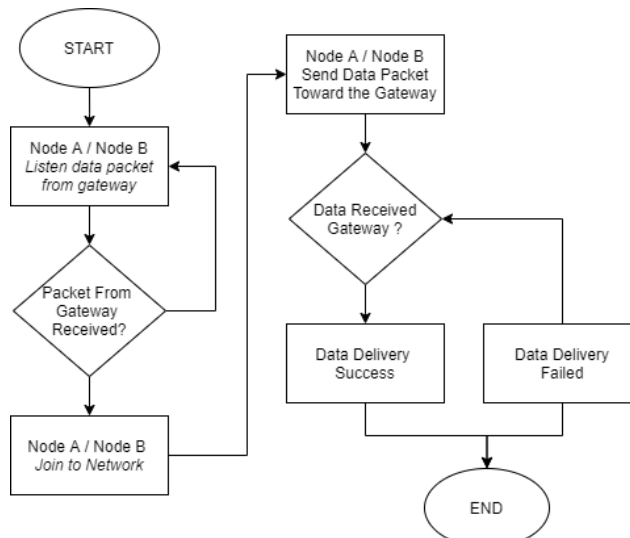 START
Node A / Node B
Listen data packet
from gateway
Packet From
Gateway
Received?
Node A / Node B
Join to Network
Node A / Node B
Send Data Packet
Toward the Gateway
Data Received
Gateway ?
Data Delivery
Success
Data Delivery
Failed
END